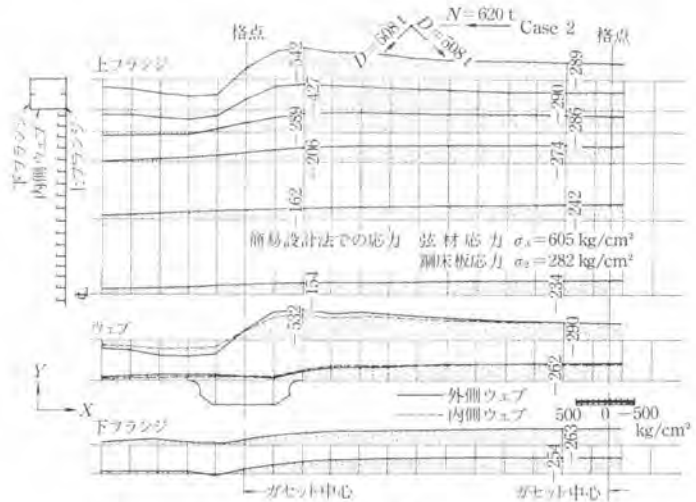 N=620 t
D=508t
D=508t
Case 2
格点
格点
上フランジ
-542
-289
-427
-290
-289
-286
-206
-274
下フランジ
内側ウェブ
上フランジ
-162
-242
簡易設計法での応力 弦材応力 σ₁=605 kg/cm²
鋼床板応力 σ₂=282 kg/cm²
-154
-234
ウェブ
-532
-290
-262
Y
X
外側ウェブ
内側ウェブ
500 0 -500
kg/cm²
下フランジ
-263
-254
ガセット中心
ガセット中心